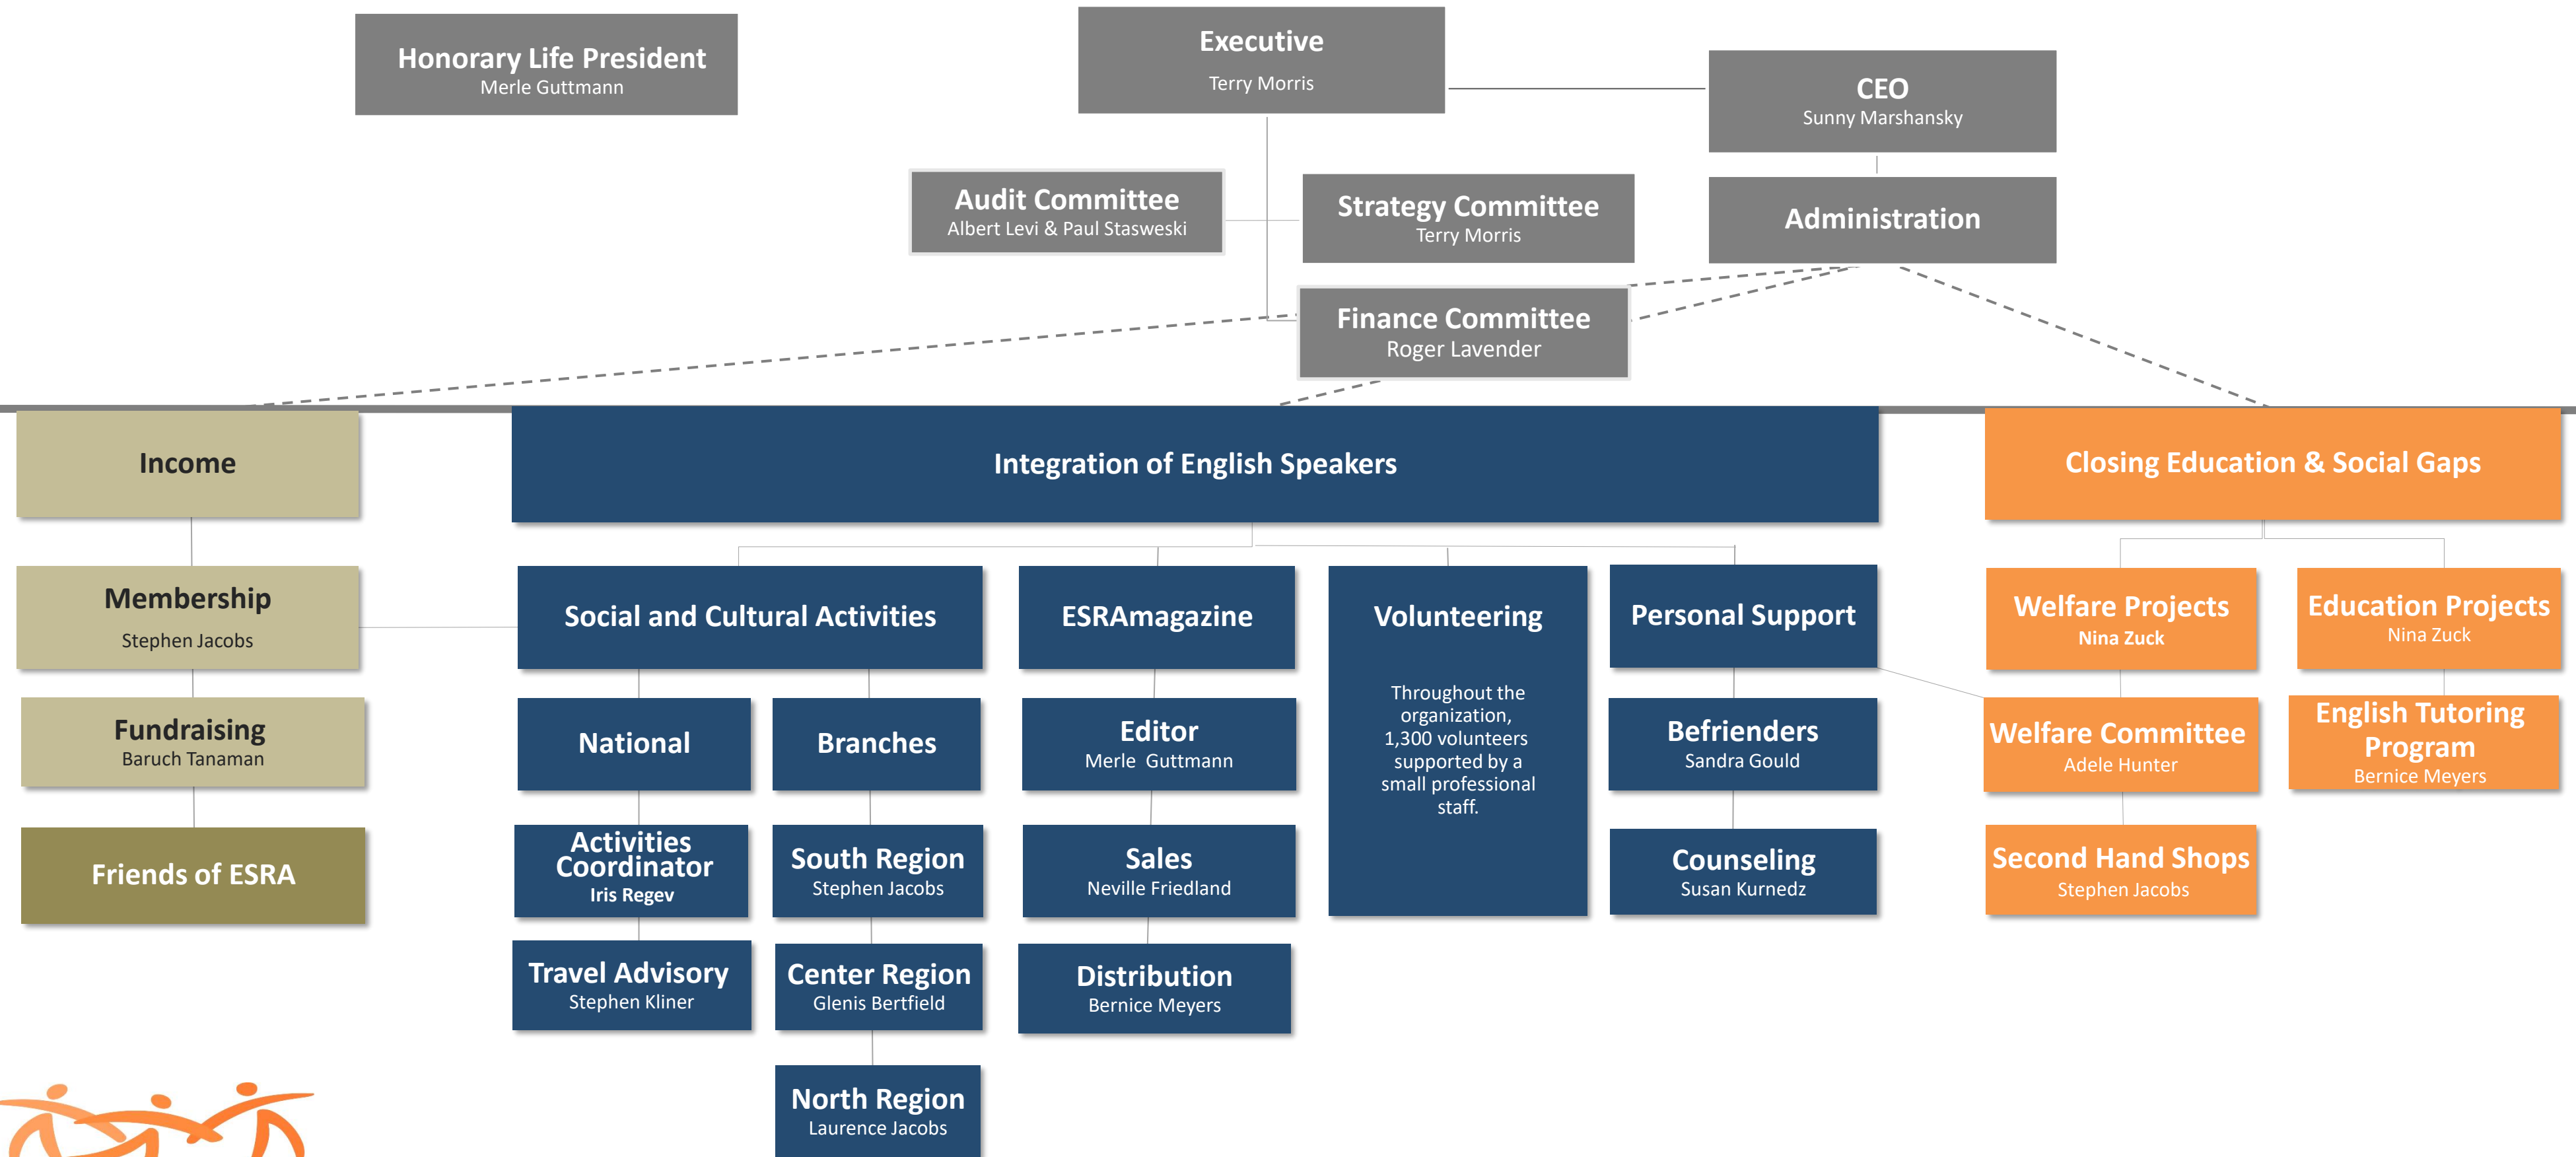 Honorary Life President
Merle Guttmann
Executive
Terry Morris
CEO
Sunny Marshansky
Audit Committee
Albert Levi & Paul Stasweski
Strategy Committee
Terry Morris
Administration
Finance Committee
Roger Lavender
Income
Integration of English Speakers
Closing Education & Social Gaps
Membership
Stephen Jacobs
Fundraising
Baruch Tanaman
Friends of ESRA
Social and Cultural Activities
National
Activities
Coordinator
Iris Regev
Travel Advisory
Stephen Kliner
Branches
South Region
Stephen Jacobs
Center Region
Glenis Bertfield
North Region
Laurence Jacobs
ESRAmagazine
Editor
Merle Guttmann
Sales
Neville Friedland
Distribution
Bernice Meyers
Volunteering
Throughout the
organization,
1,300 volunteers
supported by a
small professional
staff.
Personal Support
Befrienders
Sandra Gould
Counseling
Susan Kurnedz
Welfare Projects
Nina Zuck
Welfare Committee
Adele Hunter
Second Hand Shops
Stephen Jacobs
Education Projects
Nina Zuck
English Tutoring
Program
Bernice Meyers